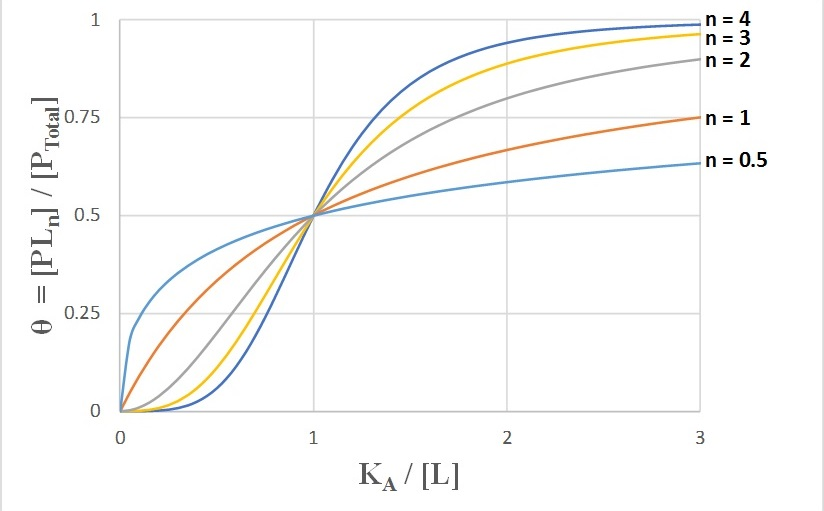 1
n = 4
n = 3
n = 2
0.75
n = 1
n = 0.5
0.5
0.25
0
θ = [PLn] / [PTotal]
0 1 2 3
KA / [L]